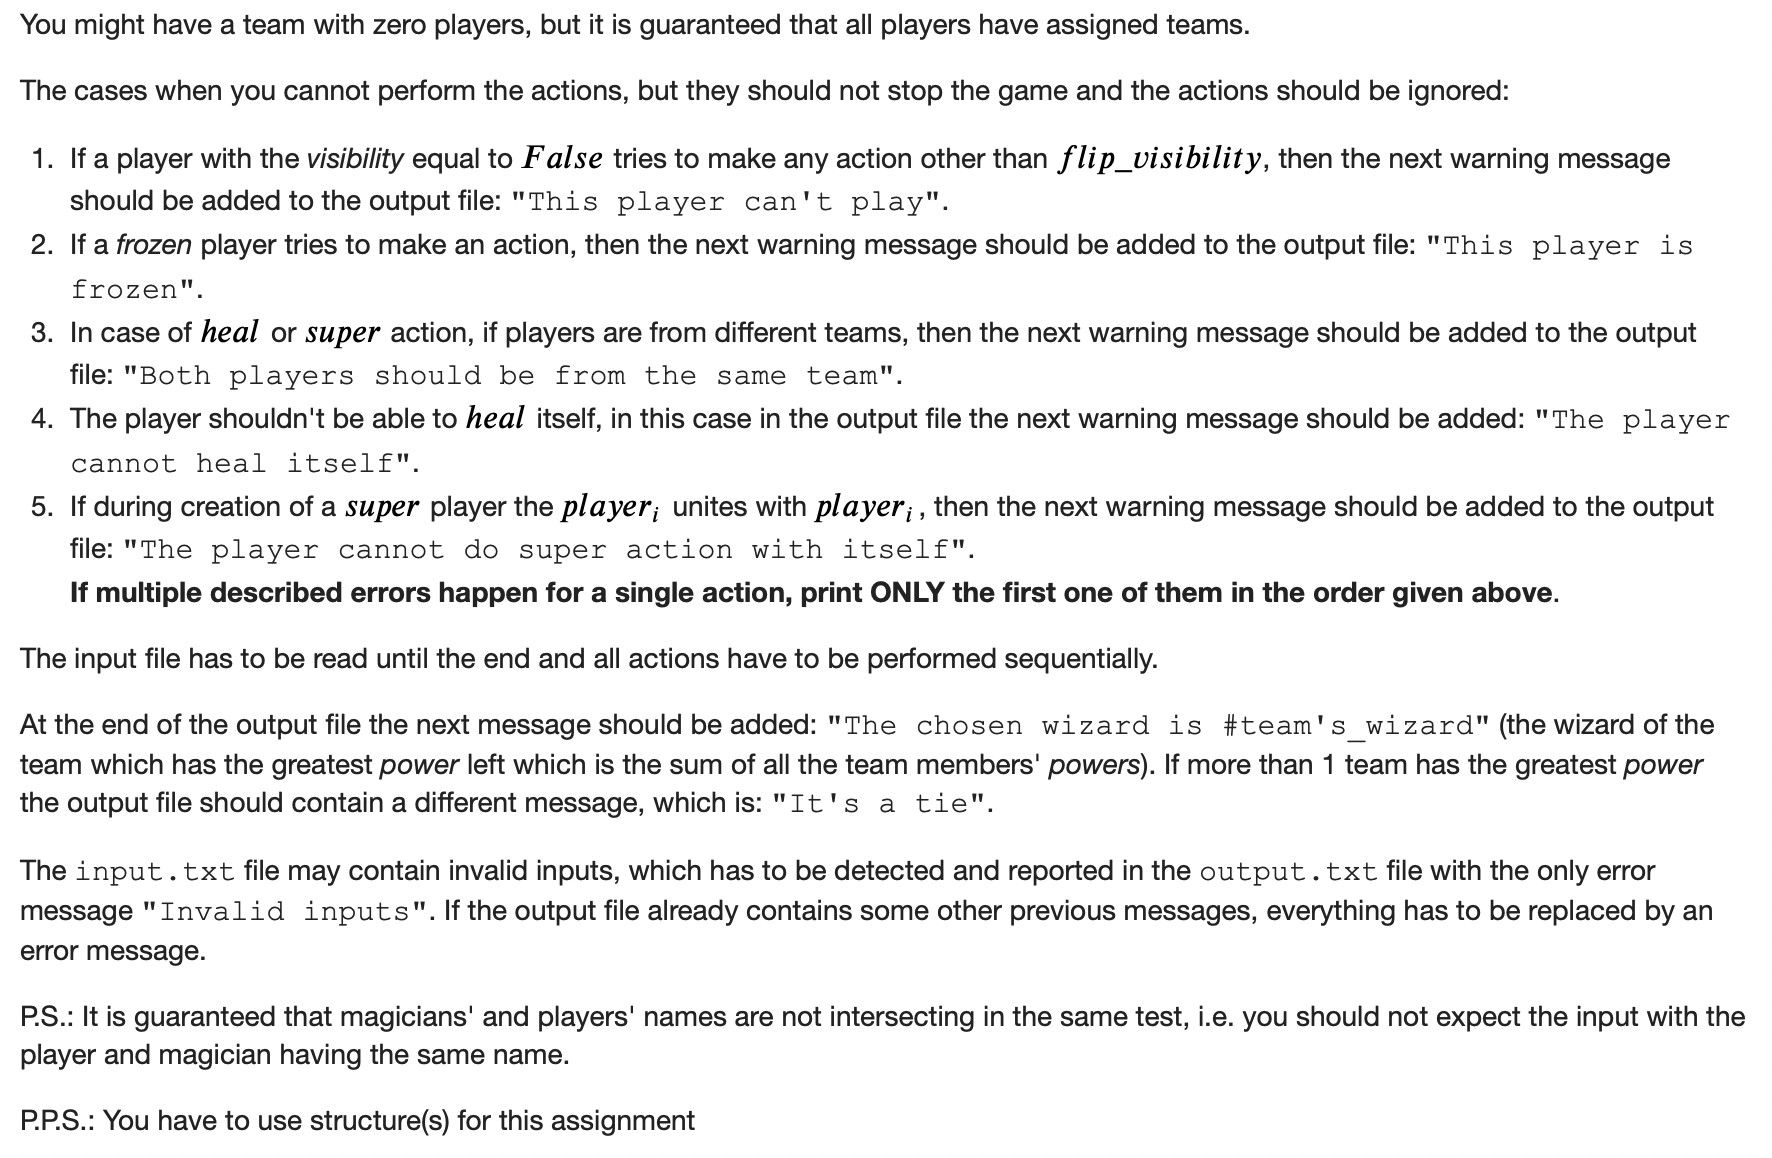 You might have a team with zero players, but it is guaranteed that all players have assigned teams.
The cases when you cannot perform the actions, but they should not stop the game and the actions should be ignored:
1. If a player with the visibility equal to False tries to make any action other than flip_visibility, then the next warning message
should be added to the output file: "This player can't play".
2. If a frozen player tries to make an action, then the next warning message should be added to the output file: "This player is
frozen".
3. In case of heal or super action, if players are from different teams, then the next warning message should be added to the output
file: "Both players should be from the same team".
4. The player shouldn't be able to heal itself, in this case in the output file the next warning message should be added: "The player
cannot heal itself".
5. If during creation of a super player the player_i unites with player_i, then the next warning message should be added to the output
file: "The player cannot do super action with itself".
If multiple described errors happen for a single action, print ONLY the first one of them in the order given above.
The input file has to be read until the end and all actions have to be performed sequentially.
At the end of the output file the next message should be added: "The chosen wizard is #team's_wizard" (the wizard of the
team which has the greatest power left which is the sum of all the team members' powers). If more than 1 team has the greatest power
the output file should contain a different message, which is: "It's a tie".
The input.txt file may contain invalid inputs, which has to be detected and reported in the output.txt file with the only error
message "Invalid inputs". If the output file already contains some other previous messages, everything has to be replaced by an
error message.
P.S.: It is guaranteed that magicians' and players' names are not intersecting in the same test, i.e. you should not expect the input with the
player and magician having the same name.
P.P.S.: You have to use structure(s) for this assignment